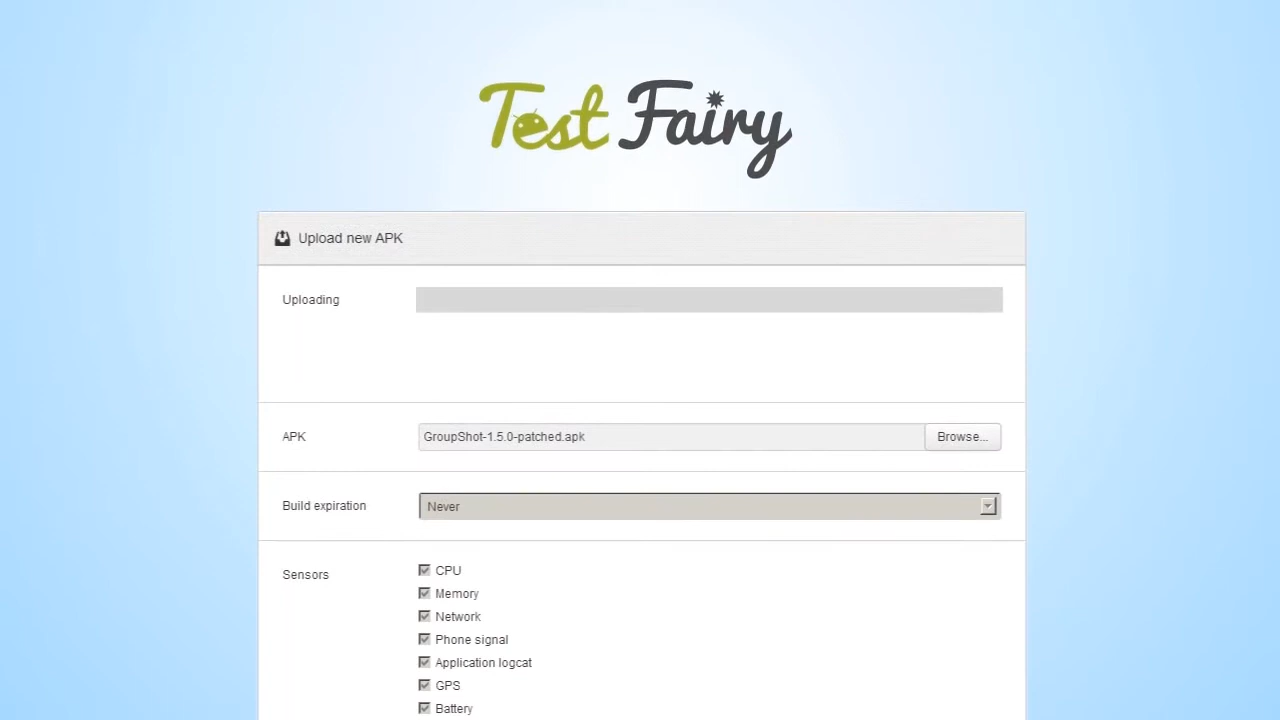 Test Fairy
Upload new APK
Uploading
APK
GroupShot-1.5.0-patched.apk
Browse...
Build expiration
Never
Sensors
CPU
Memory
Network
Phone signal
Application logcat
GPS
Battery